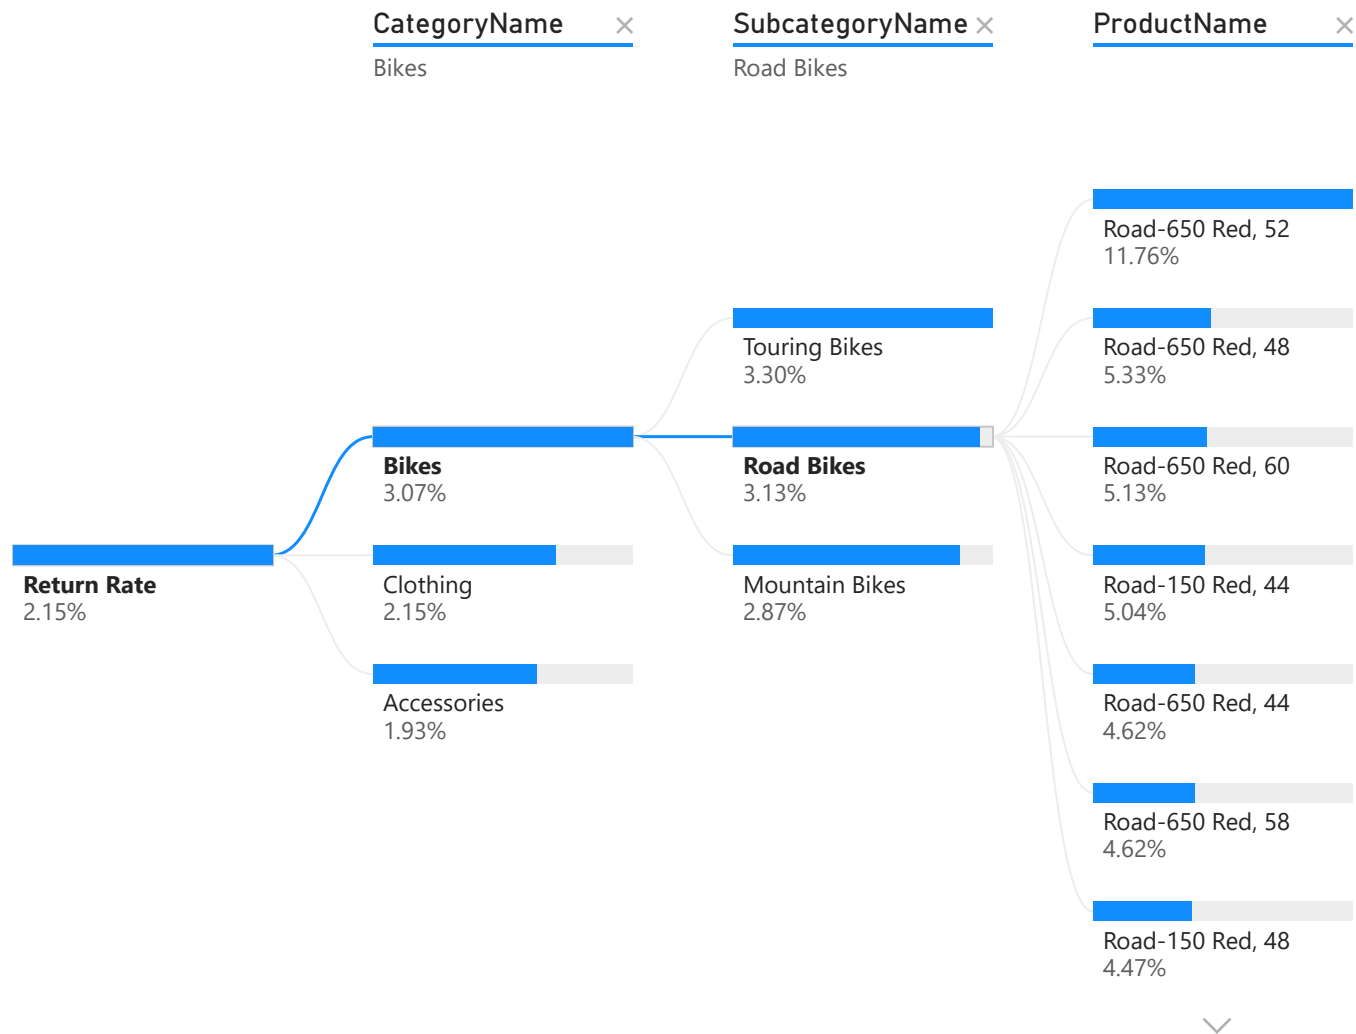 CategoryName
Bikes
SubcategoryName
Road Bikes
ProductName
Return Rate
2.15%
Bikes
3.07%
Clothing
2.15%
Accessories
1.93%
Touring Bikes
3.30%
Road Bikes
3.13%
Mountain Bikes
2.87%
Road-650 Red, 52
11.76%
Road-650 Red, 48
5.33%
Road-650 Red, 60
5.13%
Road-150 Red, 44
5.04%
Road-650 Red, 44
4.62%
Road-650 Red, 58
4.62%
Road-150 Red, 48
4.47%